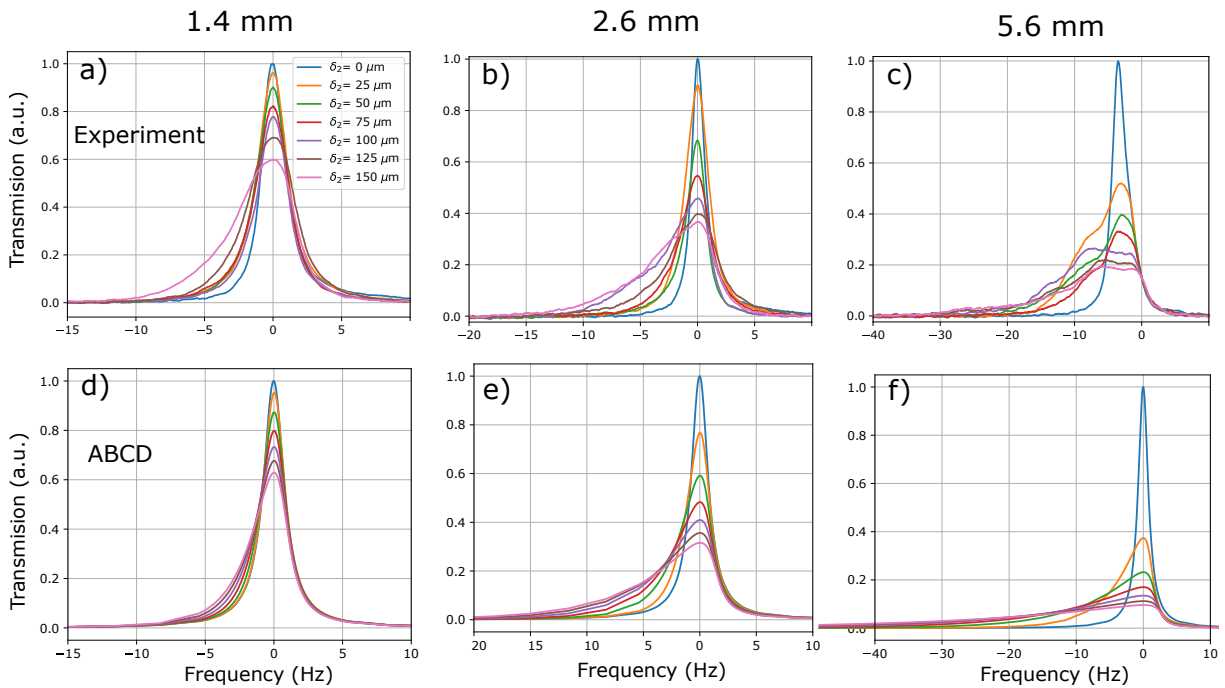 1.4 mm 2.6 mm 5.6 mm
a) b) c)
Experiment
δ₂= 0 μm
δ₂= 25 μm
δ₂= 50 μm
δ₂= 75 μm
δ₂= 100 μm
δ₂= 125 μm
δ₂= 150 μm
Transmision (a.u.)
1.0 0.8 0.6 0.4 0.2 0.0
−15 −10 −5 0 5
1.0 0.8 0.6 0.4 0.2 0.0
−20 −15 −10 −5 0 5 10
1.0 0.8 0.6 0.4 0.2 0.0
−40 −30 −20 −10 0
d) e) f)
ABCD
Transmision (a.u.)
1.0 0.8 0.6 0.4 0.2 0.0
−15 −10 −5 0 5 10
1.0 0.8 0.6 0.4 0.2 0.0
20 15 10 5 0 5 10
1.0 0.8 0.6 0.4 0.2 0.0
−40 −30 −20 −10 0 10
Frequency (Hz) Frequency (Hz) Frequency (Hz)